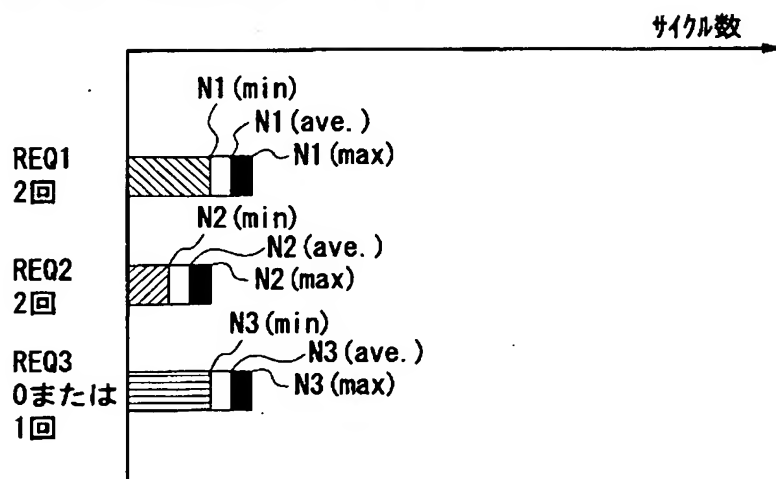 サイクル数
N1(min)
N1(ave.)
N1(max)
REQ1
2回
N2(min)
N2(ave.)
N2(max)
REQ2
2回
N3(min)
N3(ave.)
N3(max)
REQ3
0または
1回